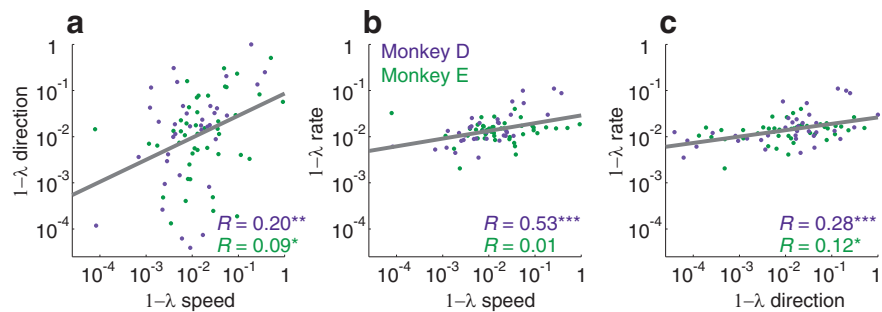 a
1
10⁻¹
10⁻²
10⁻³
10⁻⁴
1−λ direction
R = 0.20**
R = 0.09*
10⁻⁴ 10⁻³ 10⁻² 10⁻¹ 1
1−λ speed
b
Monkey D
Monkey E
1
10⁻¹
10⁻²
10⁻³
10⁻⁴
1−λ rate
R = 0.53***
R = 0.01
10⁻⁴ 10⁻³ 10⁻² 10⁻¹ 1
1−λ speed
c
1
10⁻¹
10⁻²
10⁻³
10⁻⁴
1−λ rate
R = 0.28***
R = 0.12*
10⁻⁴ 10⁻³ 10⁻² 10⁻¹ 1
1−λ direction